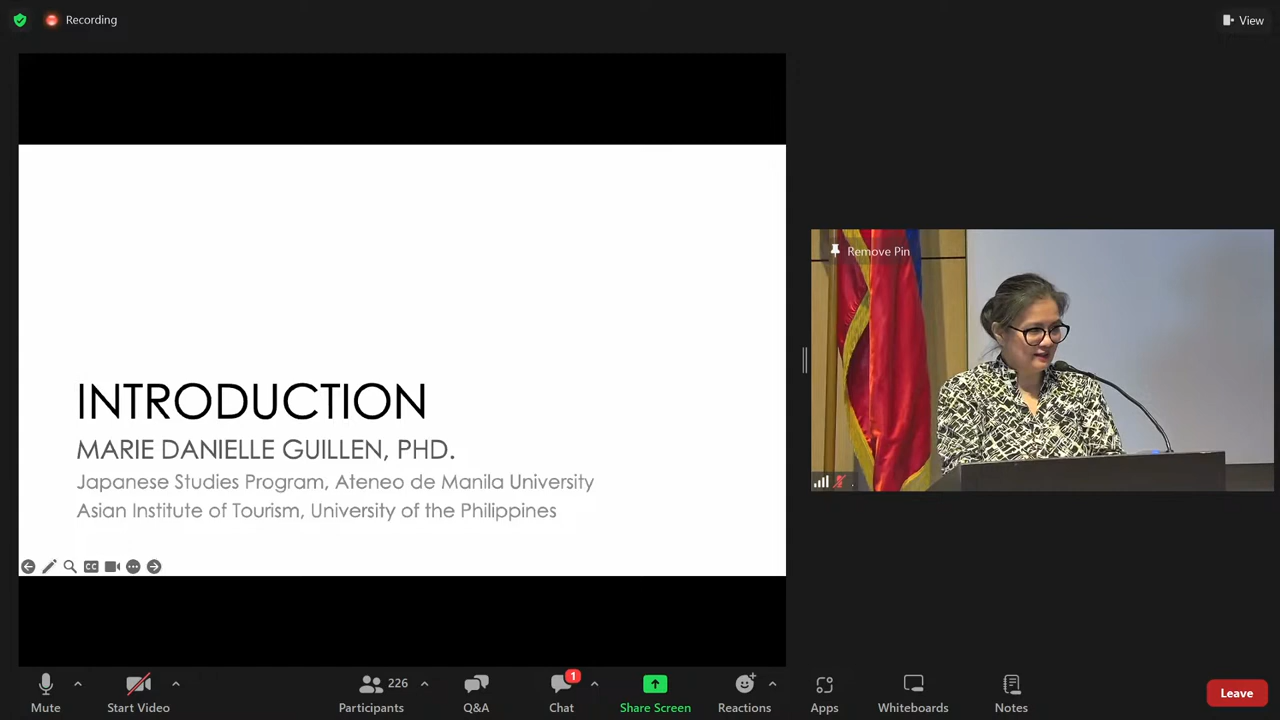 Recording
View
INTRODUCTION
MARIE DANIELLE GUILLEN, PHD.
Japanese Studies Program, Ateneo de Manila University
Asian Institute of Tourism, University of the Philippines
CC
Remove Pin
Mute
Start Video
226
Participants
Q&A
1
Chat
Share Screen
Reactions
Apps
Whiteboards
Notes
Leave